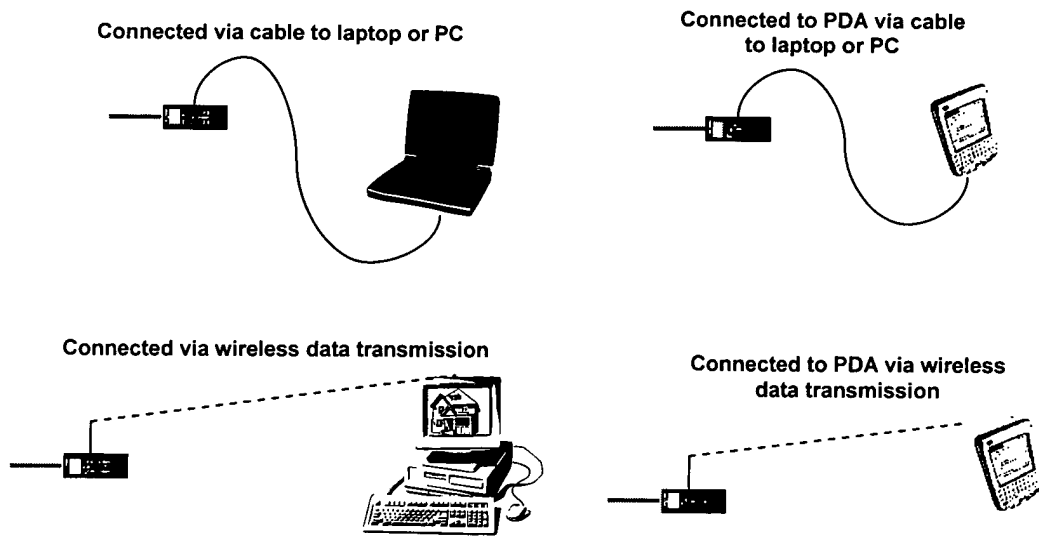 Connected via cable to laptop or PC
Connected to PDA via cable
to laptop or PC
Connected via wireless data transmission
Connected to PDA via wireless
data transmission